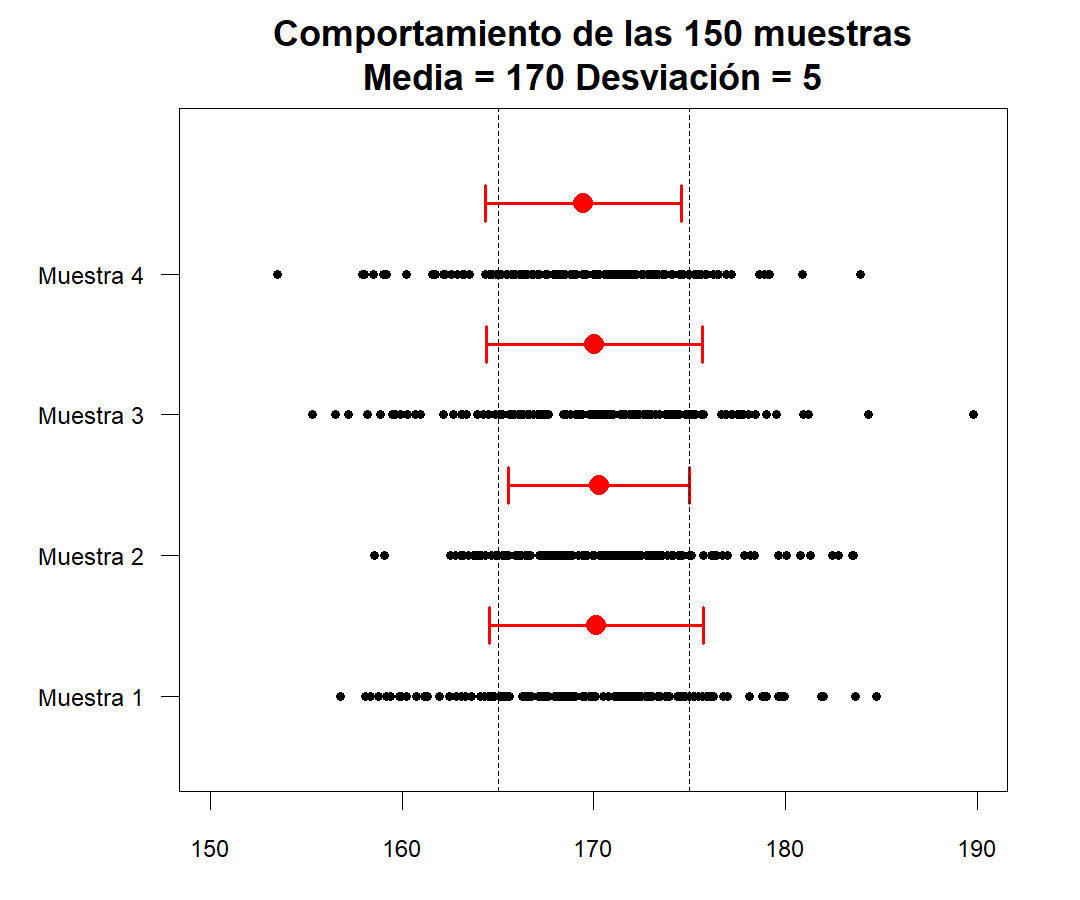 Comportamiento de las 150 muestras
Media = 170 Desviación = 5
Muestra 4
Muestra 3
Muestra 2
Muestra 1
150 160 170 180 190